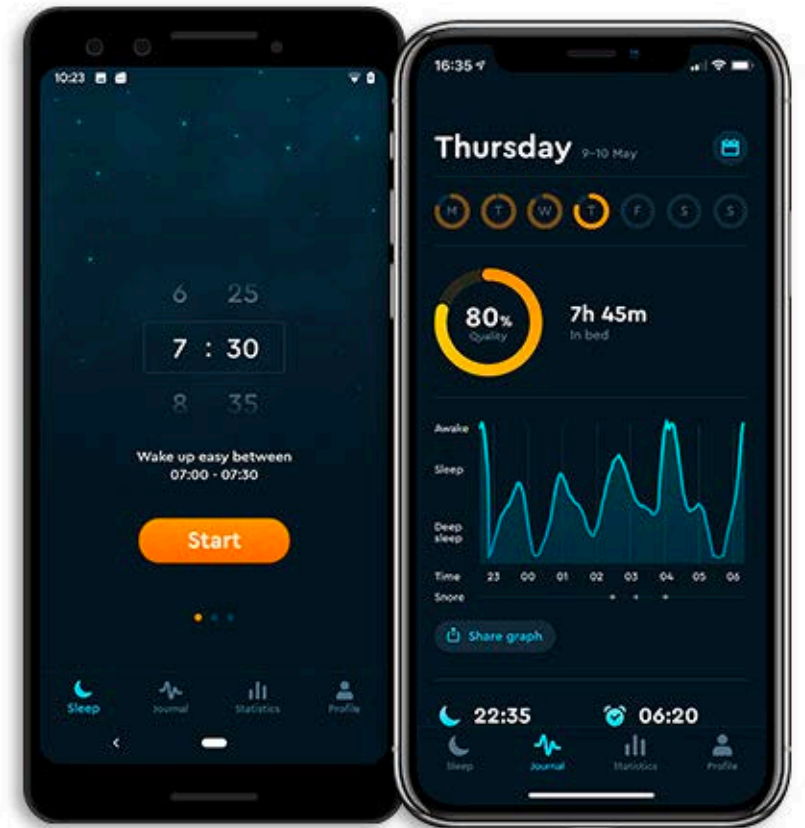 10:23
6 25
7 : 30
8 35
Wake up easy between
07:00 - 07:30
Start
Sleep Journal Statistics Profile
16:35
Thursday 9-10 May
M T W T F S S
80% 7h 45m
Quality In bed
Awake
Sleep
Deep
sleep
Time 23 00 01 02 03 04 05 06
Snore
Share graph
22:35 06:20
Sleep Journal Statistics Profile